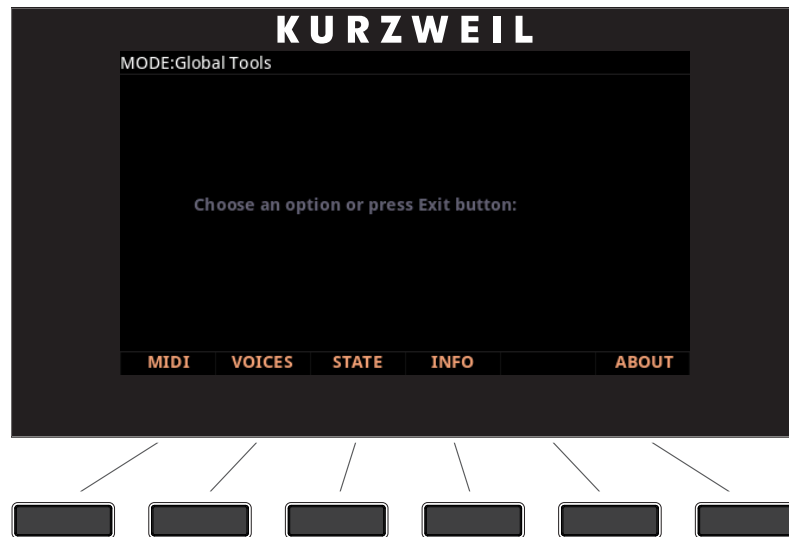 KURZWEIL
MODE:Global Tools
Choose an option or press Exit button:
MIDI VOICES STATE INFO ABOUT